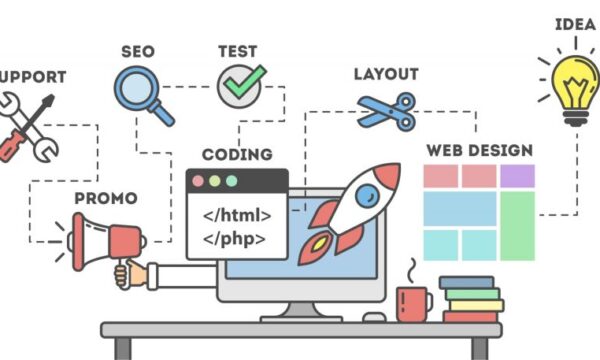 IDEA
SEO
TEST
UPPORT
LAYOUT
CODING
WEB DESIGN
PROMO
</html>
</php>